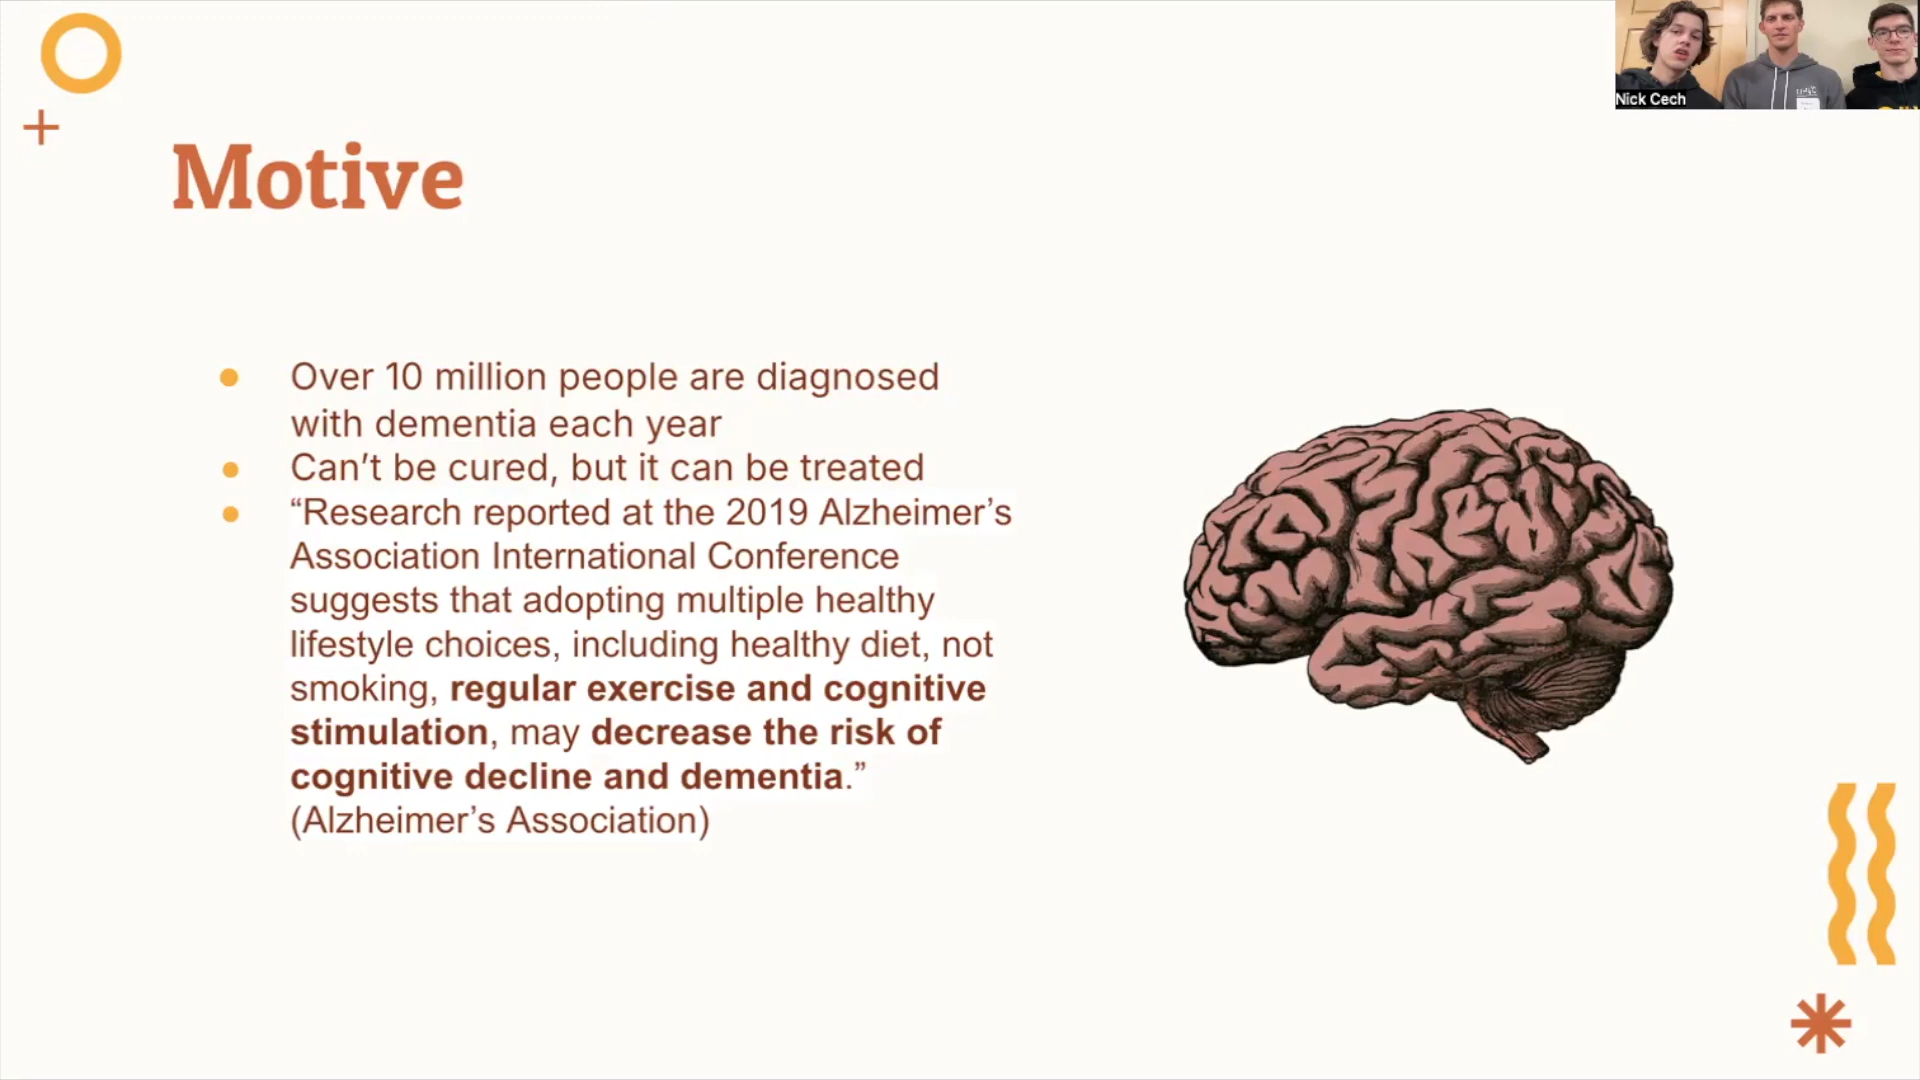 Nick Cech
Motive
Over 10 million people are diagnosed
with dementia each year
Can’t be cured, but it can be treated
“Research reported at the 2019 Alzheimer’s
Association International Conference
suggests that adopting multiple healthy
lifestyle choices, including healthy diet, not
smoking, regular exercise and cognitive
stimulation, may decrease the risk of
cognitive decline and dementia.”
(Alzheimer’s Association)